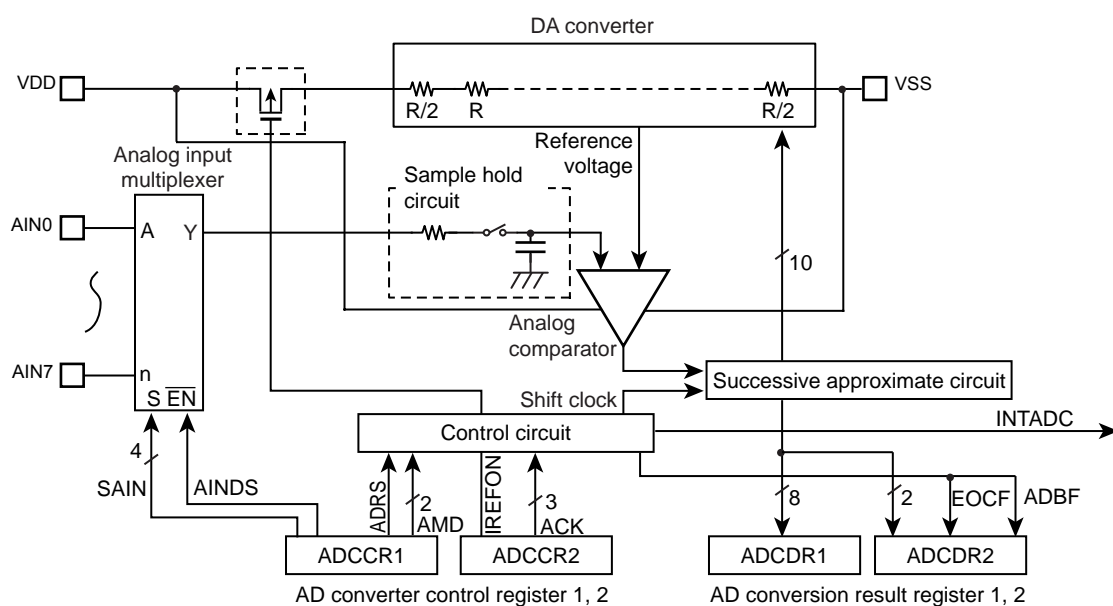 DA converter
VDD
VSS
R/2
R
R/2
Analog input
multiplexer
Reference
voltage
Sample hold
circuit
AIN0
A
Y
10
Analog
comparator
AIN7
n
S EN
Successive approximate circuit
Shift clock
Control circuit
INTADC
4
SAIN
AINDS
ADRS
2
AMD
IREFON
3
ACK
8
2
EOCF
ADBF
ADCCR1
ADCCR2
ADCDR1
ADCDR2
AD converter control register 1, 2
AD conversion result register 1, 2